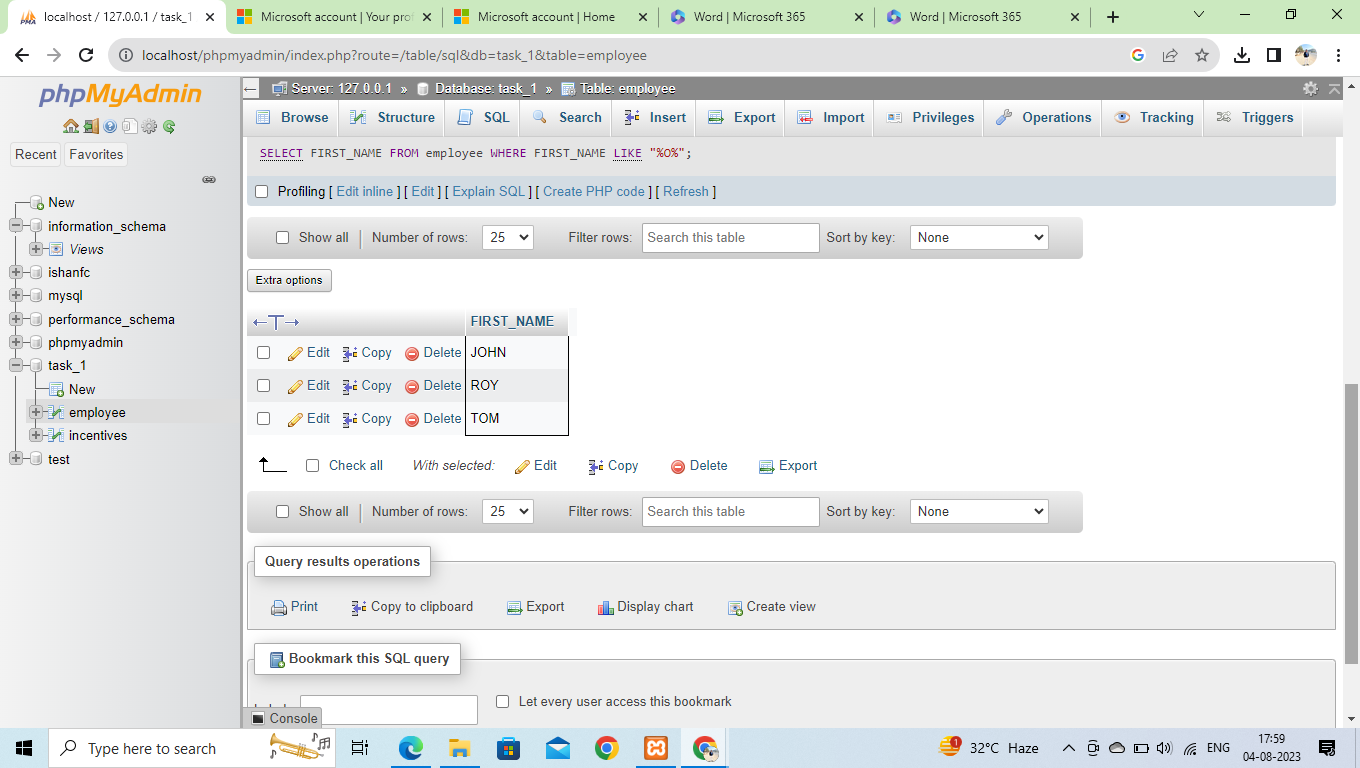 localhost / 127.0.0.1 / task_1
Microsoft account | Your prof
Microsoft account | Home
Word | Microsoft 365
Word | Microsoft 365
localhost/phpmyadmin/index.php?route=/table/sql&db=task_1&table=employee
phpMyAdmin
Recent Favorites
New
information_schema
Views
ishanfc
mysql
performance_schema
phpmyadmin
task_1
New
employee
incentives
test
Server: 127.0.0.1 » Database: task_1 » Table: employee
Browse Structure SQL Search Insert Export Import Privileges Operations Tracking Triggers
SELECT FIRST_NAME FROM employee WHERE FIRST_NAME LIKE "%O%";
Profiling [ Edit inline ] [ Edit ] [ Explain SQL ] [ Create PHP code ] [ Refresh ]
Show all Number of rows: 25 Filter rows: Search this table Sort by key: None
Extra options
←T→ FIRST_NAME
Edit Copy Delete JOHN
Edit Copy Delete ROY
Edit Copy Delete TOM
Check all With selected: Edit Copy Delete Export
Show all Number of rows: 25 Filter rows: Search this table Sort by key: None
Query results operations
Print Copy to clipboard Export Display chart Create view
Bookmark this SQL query
Let every user access this bookmark
Console
Type here to search
1
32°C Haze
ENG
17:59
04-08-2023